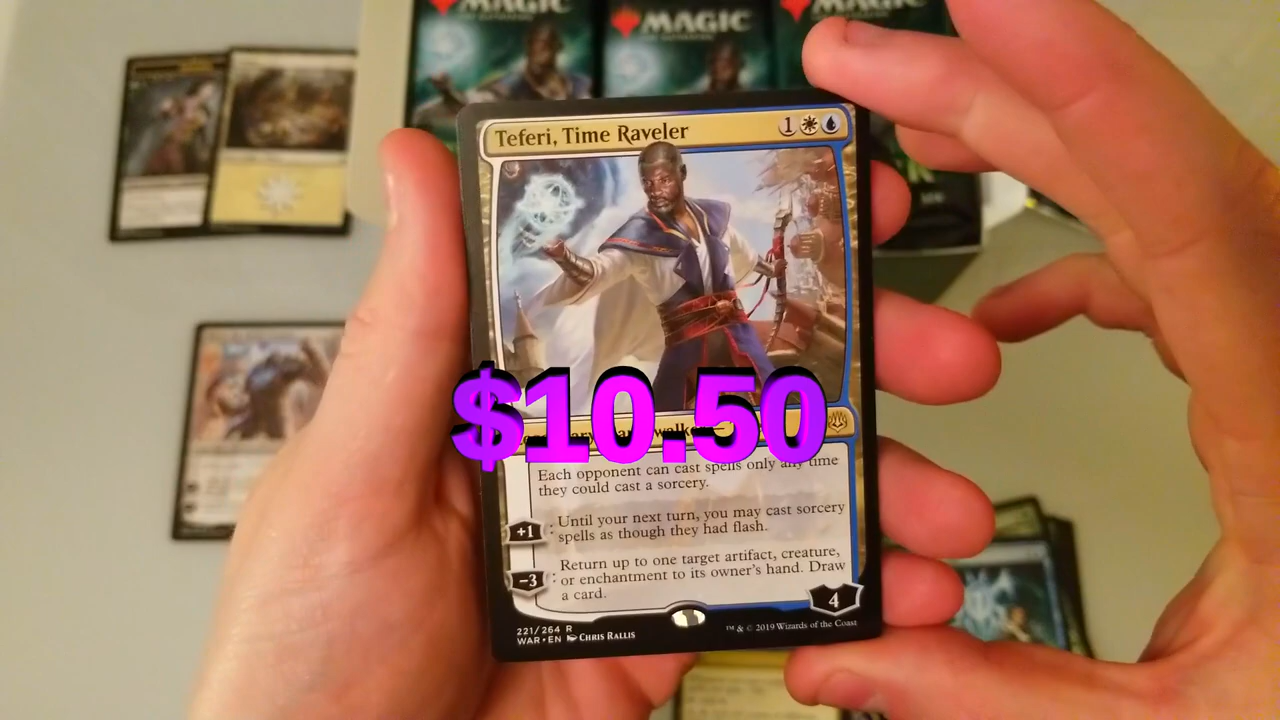 MAGIC
MAGIC
MAGIC
Teferi, Time Raveler 1
$10.50
Each opponent can cast spells only any time
they could cast a sorcery.
+1 : Until your next turn, you may cast sorcery
spells as though they had flash.
-3 : Return up to one target artifact, creature,
or enchantment to its owner's hand. Draw
a card.
4
221/264 R
WAR • EN Chris Rallis
™ & © 2019 Wizards of the Coast